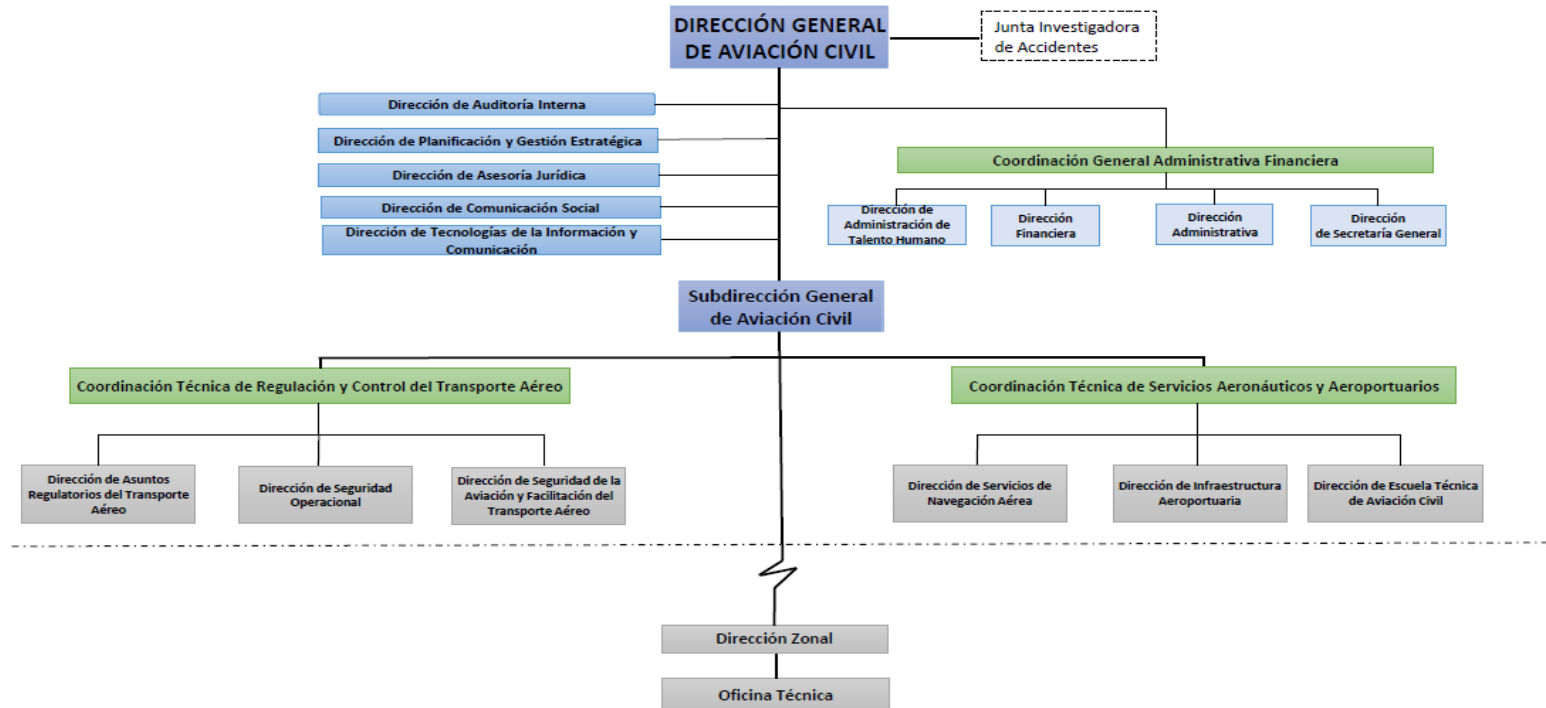 DIRECCIÓN GENERAL
DE AVIACIÓN CIVIL
Junta Investigadora
de Accidentes
Dirección de Auditoría Interna
Dirección de Planificación y Gestión Estratégica
Dirección de Asesoría Jurídica
Dirección de Comunicación Social
Dirección de Tecnologías de la Información y
Comunicación
Coordinación General Administrativa Financiera
Dirección de
Administración de
Talento Humano
Dirección
Financiera
Dirección
Administrativa
Dirección
de Secretaría General
Subdirección General
de Aviación Civil
Coordinación Técnica de Regulación y Control del Transporte Aéreo
Coordinación Técnica de Servicios Aeronáuticos y Aeroportuarios
Dirección de Asuntos
Regulatorios del Transporte
Aéreo
Dirección de Seguridad
Operacional
Dirección de Seguridad de la
Aviación y Facilitación del
Transporte Aéreo
Dirección de Servicios de
Navegación Aérea
Dirección de Infraestructura
Aeroportuaria
Dirección de Escuela Técnica
de Aviación Civil
Dirección Zonal
Oficina Técnica